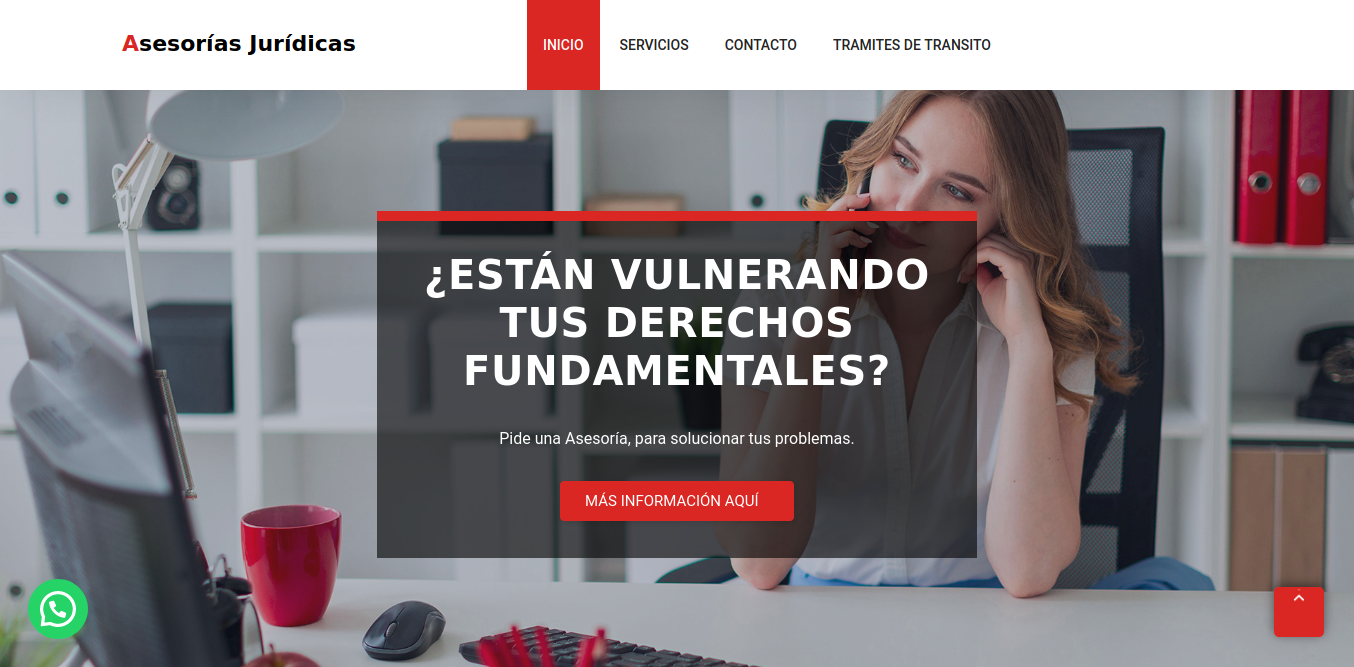 Asesorías Jurídicas
INICIO
SERVICIOS
CONTACTO
TRAMITES DE TRANSITO
¿ESTÁN VULNERANDO
TUS DERECHOS
FUNDAMENTALES?
Pide una Asesoría, para solucionar tus problemas.
MÁS INFORMACIÓN AQUÍ